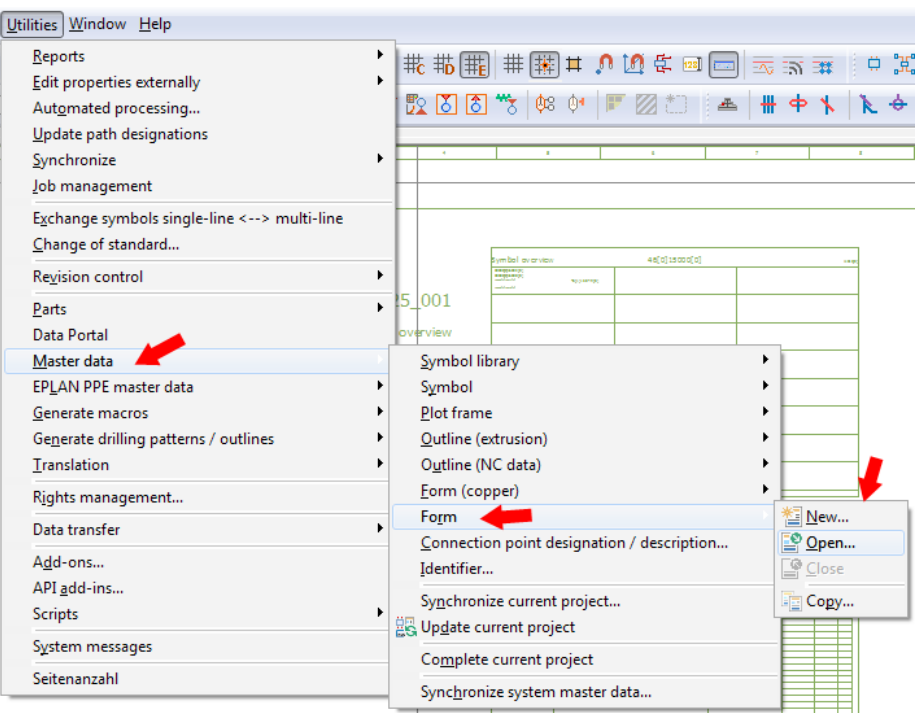 Utilities Window Help
Reports
Edit properties externally
Automated processing...
Update path designations
Synchronize
Job management
Exchange symbols single-line <--> multi-line
Change of standard...
Revision control
Parts
Data Portal
Master data
EPLAN PPE master data
Generate macros
Generate drilling patterns / outlines
Translation
Rights management...
Data transfer
Add-ons...
API add-ins...
Scripts
System messages
Seitenanzahl
Symbol overview
25_001
overview
Symbol library
Symbol
Plot frame
Outline (extrusion)
Outline (NC data)
Form (copper)
Form
Connection point designation / description...
Identifier...
Synchronize current project...
Update current project
Complete current project
Synchronize system master data...
New...
Open...
Close
Copy...